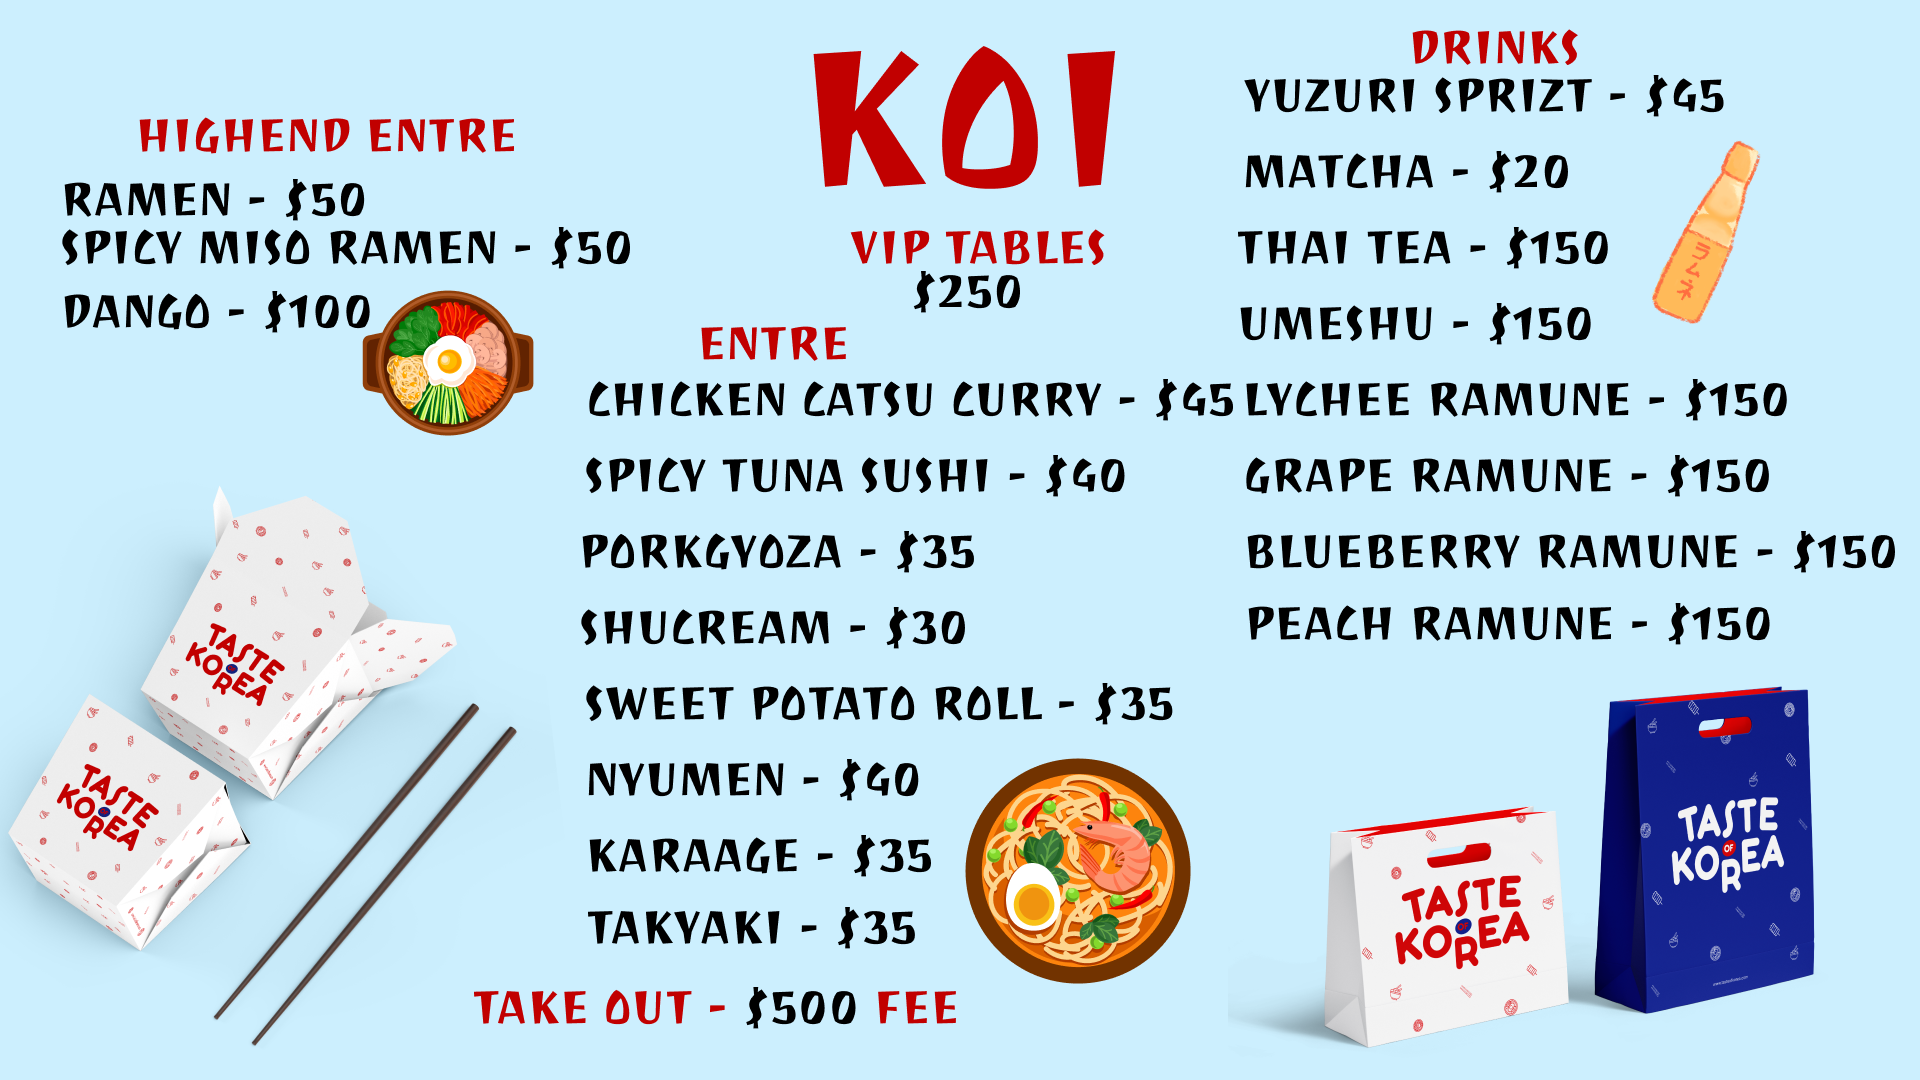 KOI
HIGHEND ENTRE
RAMEN - $50
SPICY MISO RAMEN - $50
DANGO - $100
VIP TABLES
$250
ENTRE
CHICKEN CATSU CURRY - $45
SPICY TUNA SUSHI - $40
PORKGYOZA - $35
SHUCREAM - $30
SWEET POTATO ROLL - $35
NYUMEN - $40
KARAAGE - $35
TAKYAKI - $35
TAKE OUT - $500 FEE
DRINKS
YUZURI SPRIZT - $45
MATCHA - $20
THAI TEA - $150
UMESHU - $150
LYCHEE RAMUNE - $150
GRAPE RAMUNE - $150
BLUEBERRY RAMUNE - $150
PEACH RAMUNE - $150
ラムネ
TASTE
KOREA
TASTE
KOREA
TASTE
OF
KOREA
TASTE
OF
KOREA